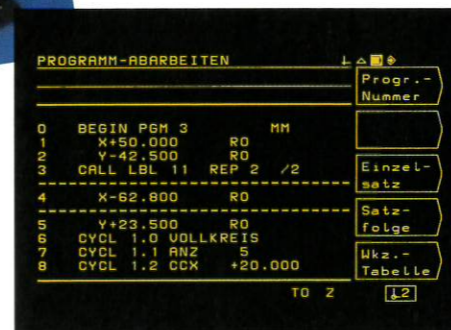 PROGRAMM-ABARBEITEN
Progr.-
Nummer
0 BEGIN PGM 3 MM
1 X+50.000 R0
2 Y-42.500 R0
3 CALL LBL 11 REP 2 /2
Einzel-
satz
4 X-62.800 R0
Satz-
folge
5 Y+23.500 R0
6 CYCL 1.0 VOLLKREIS
7 CYCL 1.1 ANZ 5
8 CYCL 1.2 CCX +20.000
Wkz.-
Tabelle
TO Z